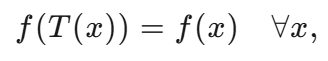 f(T(x)) = f(x)   ∀x,